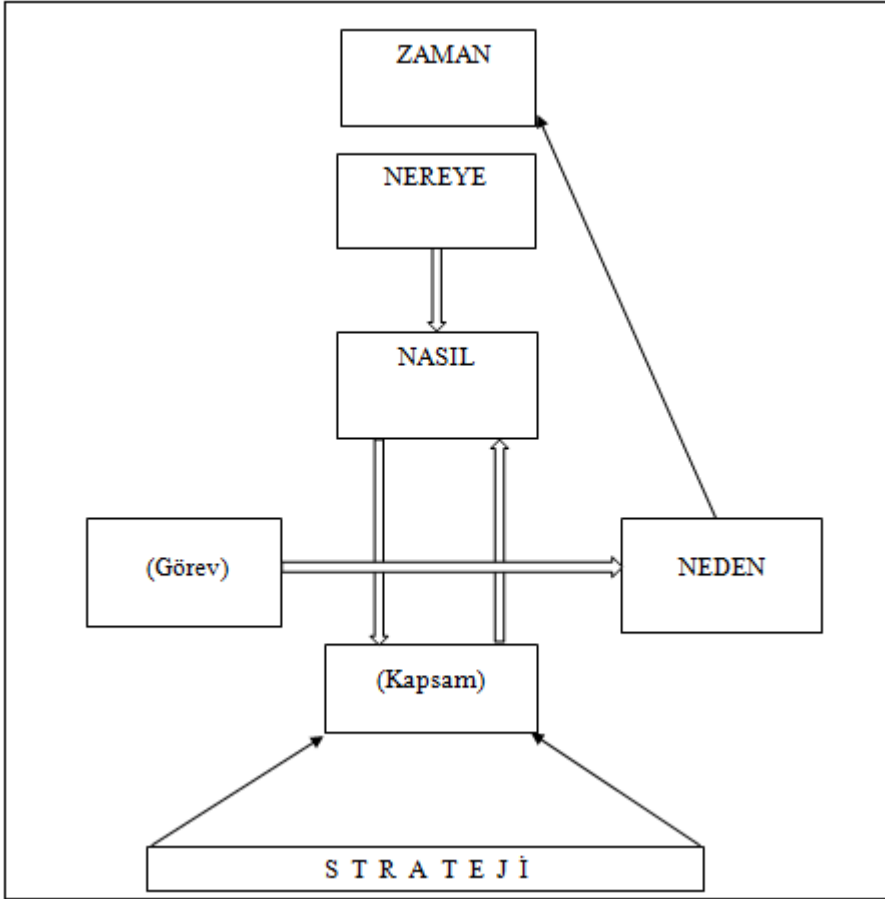 ZAMAN
NEREYE
NASIL
(Görev)
NEDEN
(Kapsam)
S T R A T E J İ